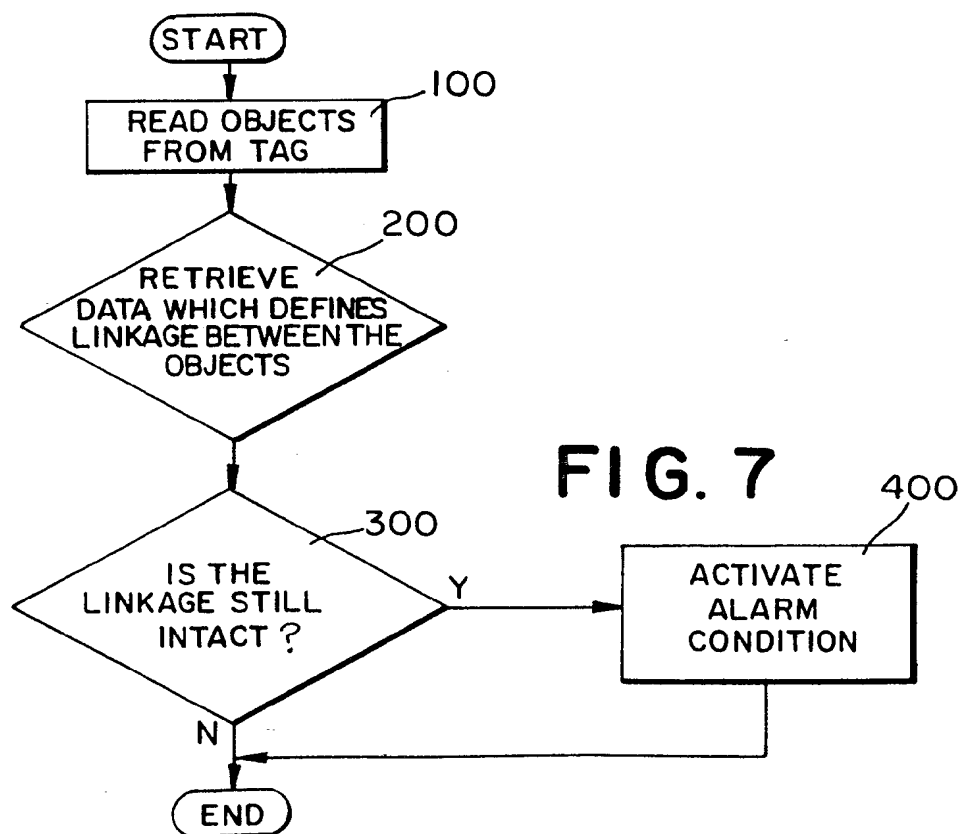 START
100
READ OBJECTS
FROM TAG
200
RETRIEVE
DATA WHICH DEFINES
LINKAGE BETWEEN THE
OBJECTS
FIG. 7
300
IS THE
LINKAGE STILL
INTACT?
Y
400
ACTIVATE
ALARM
CONDITION
N
END